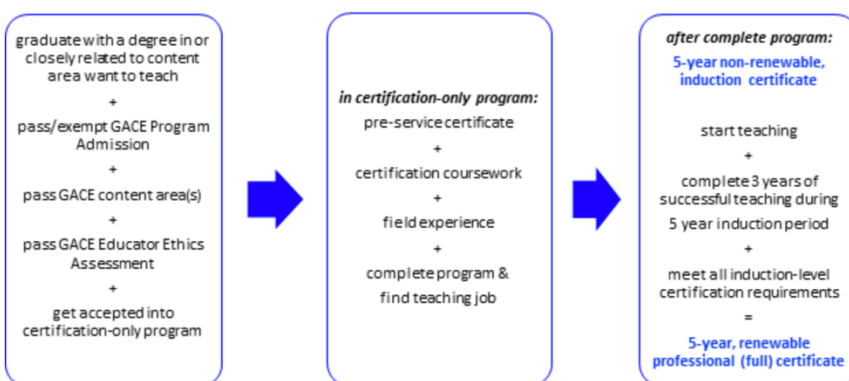 graduate with a degree in or
closely related to content
area want to teach
+
pass/exempt GACE Program
Admission
+
pass GACE content area(s)
+
pass GACE Educator Ethics
Assessment
+
get accepted into
certification-only program
in certification-only program:
pre-service certificate
+
certification coursework
+
field experience
+
complete program &
find teaching job
after complete program:
5-year non-renewable,
induction certificate
start teaching
+
complete 3 years of
successful teaching during
5 year induction period
+
meet all induction-level
certification requirements
=
5-year, renewable
professional (full) certificate